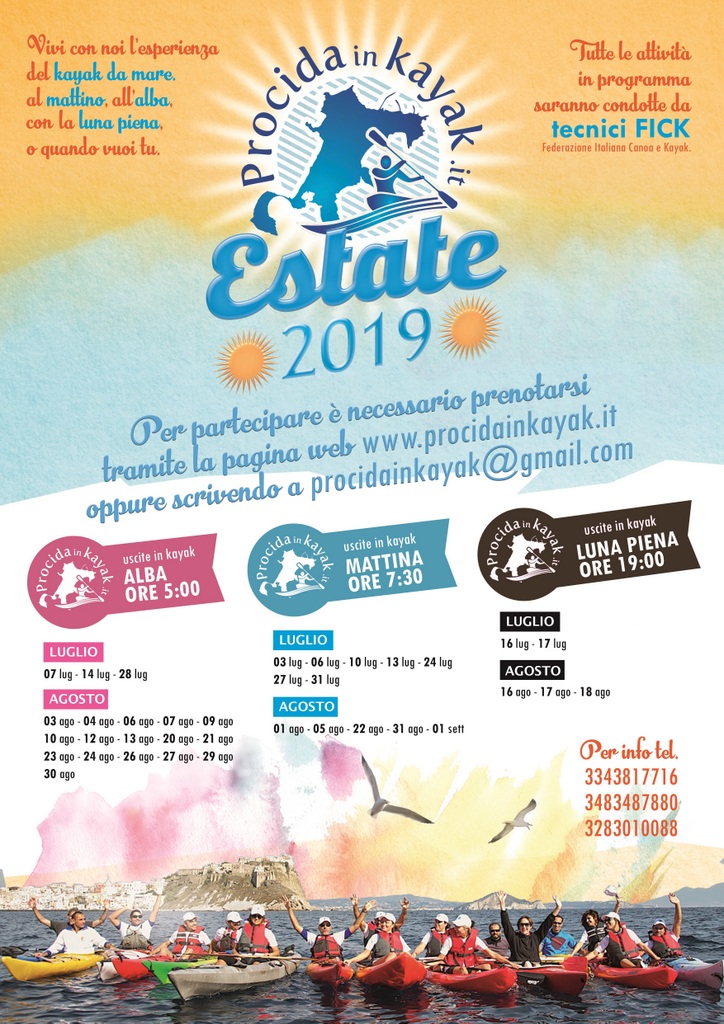 Vivi con noi l'esperienza
del kayak da mare,
al mattino, all'alba,
con la luna piena,
o quando vuoi tu.
Procida in kayak.it
Tutte le attività
in programma
saranno condotte da
tecnici FICK
Federazione Italiana Canoa e Kayak.
Estate
2019
Per partecipare è necessario prenotarsi
tramite la pagina web www.procidainkayak.it
oppure scrivendo a procidainkayak@gmail.com
Procida in kayak.it
uscite in kayak
ALBA
ORE 5:00
LUGLIO
07 lug - 14 lug - 28 lug
AGOSTO
03 ago - 04 ago - 06 ago - 07 ago - 09 ago
10 ago - 12 ago - 13 ago - 20 ago - 21 ago
23 ago - 24 ago - 26 ago - 27 ago - 29 ago
30 ago
Procida in kayak.it
uscite in kayak
MATTINA
ORE 7:30
LUGLIO
03 lug - 06 lug - 10 lug - 13 lug - 24 lug
27 lug - 31 lug
AGOSTO
01 ago - 05 ago - 22 ago - 31 ago - 01 sett
Procida in kayak.it
uscite in kayak
LUNA PIENA
ORE 19:00
LUGLIO
16 lug - 17 lug
AGOSTO
16 ago - 17 ago - 18 ago
Per info tel.
3343817716
3483487880
3283010088